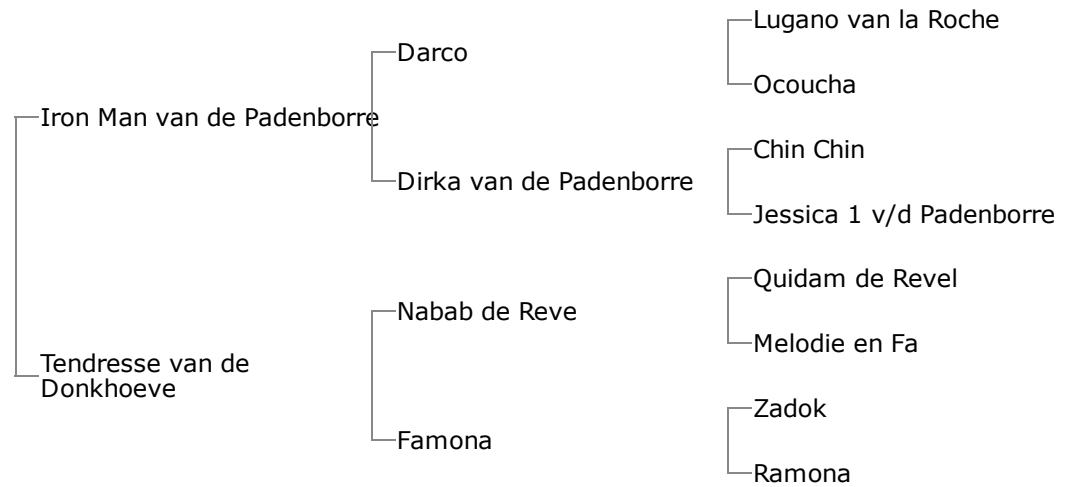 Lugano van la Roche
Darco
Ocoucha
Iron Man van de Padenborre
Chin Chin
Dirka van de Padenborre
Jessica 1 v/d Padenborre
Quidam de Revel
Nabab de Reve
Melodie en Fa
Tendresse van de
Donkhoeve
Zadok
Famona
Ramona